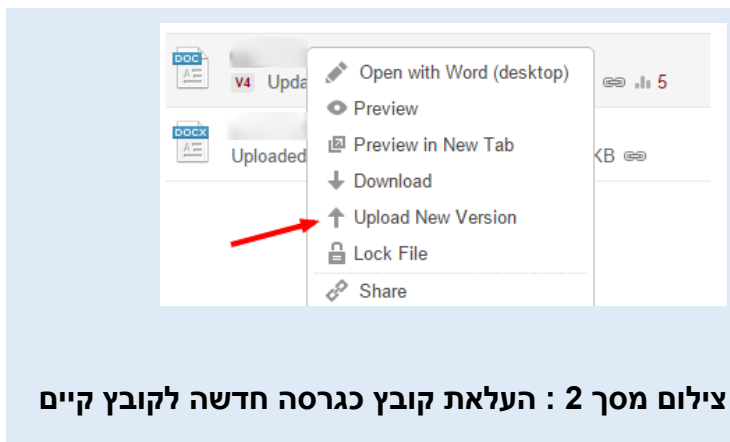 DOC
V4 Upda
5
DOCX
Uploaded
KB
Open with Word (desktop)
Preview
Preview in New Tab
Download
Upload New Version
Lock File
Share
צילום מסך 2 : העלאת קובץ כגרסה חדשה לקובץ קיים